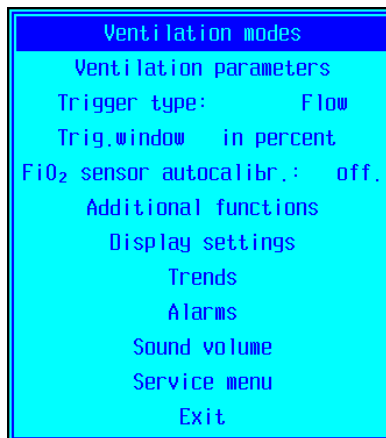 Ventilation modes
Ventilation parameters
Trigger type: Flow
Trig.window in percent
FiO₂ sensor autocalibr.: off.
Additional functions
Display settings
Trends
Alarms
Sound volume
Service menu
Exit